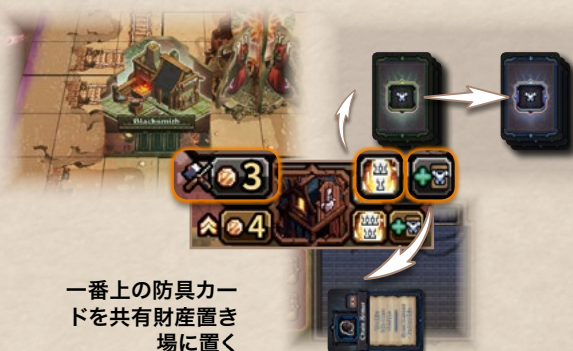 Blacksmith
3
4
一番上の防具カー
ドを共有財産置き
場に置く